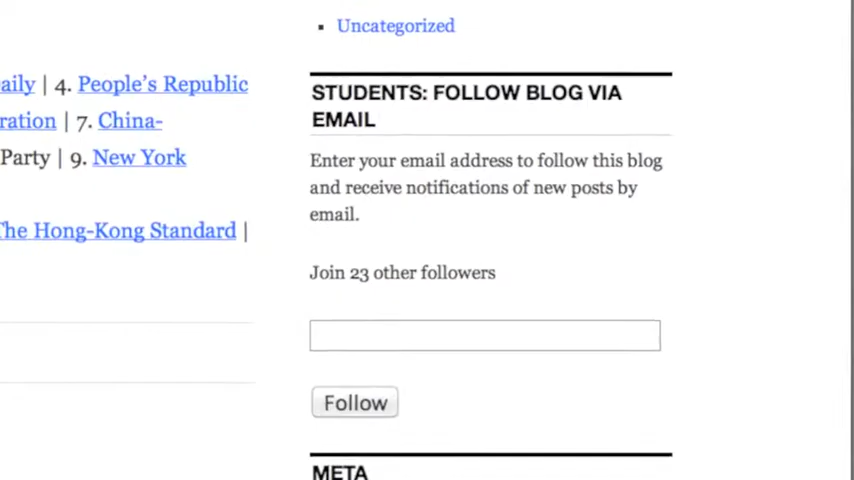 Uncategorized
aily | 4. People's Republic
ration | 7. China-
Party | 9. New York
The Hong-Kong Standard |
STUDENTS: FOLLOW BLOG VIA
EMAIL
Enter your email address to follow this blog
and receive notifications of new posts by
email.
Join 23 other followers
Follow
META